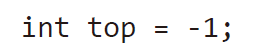 int top = -1;